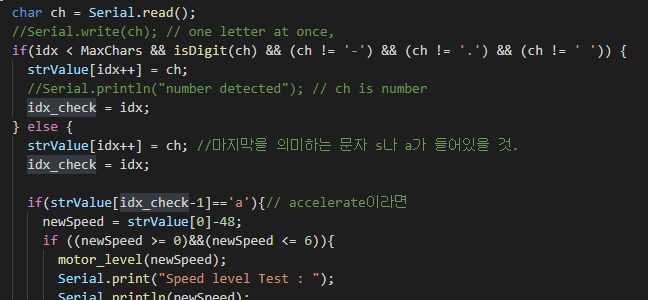 char ch = Serial.read();
//Serial.write(ch); // one letter at once,
if(idx < MaxChars && isDigit(ch) && (ch != '-') && (ch != '.') && (ch != ' ')) {
strValue[idx++] = ch;
//Serial.println("number detected"); // ch is number
idx_check = idx;
} else {
strValue[idx++] = ch; //마지막을 의미하는 문자 s나 a가 들어있을 것.
idx_check = idx;
if(strValue[idx_check-1]=='a'){// accelerate이라면
newSpeed = strValue[0]-48;
if ((newSpeed >= 0)&&(newSpeed <= 6)){
motor_level(newSpeed);
Serial.print("Speed level Test : ");
Serial.println(newSpeed);